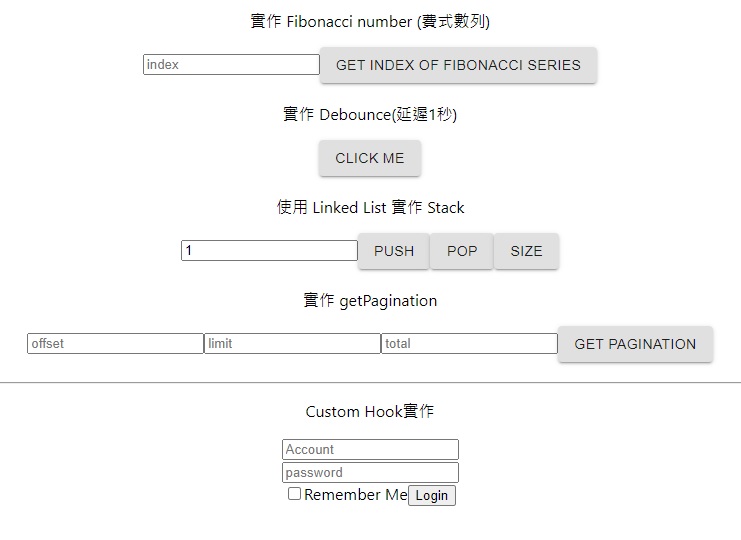 實作 Fibonacci number (費式數列)
index GET INDEX OF FIBONACCI SERIES
實作 Debounce(延遲1秒)
CLICK ME
使用 Linked List 實作 Stack
1 PUSH POP SIZE
實作 getPagination
offset limit total GET PAGINATION
Custom Hook實作
Account
password
Remember Me Login